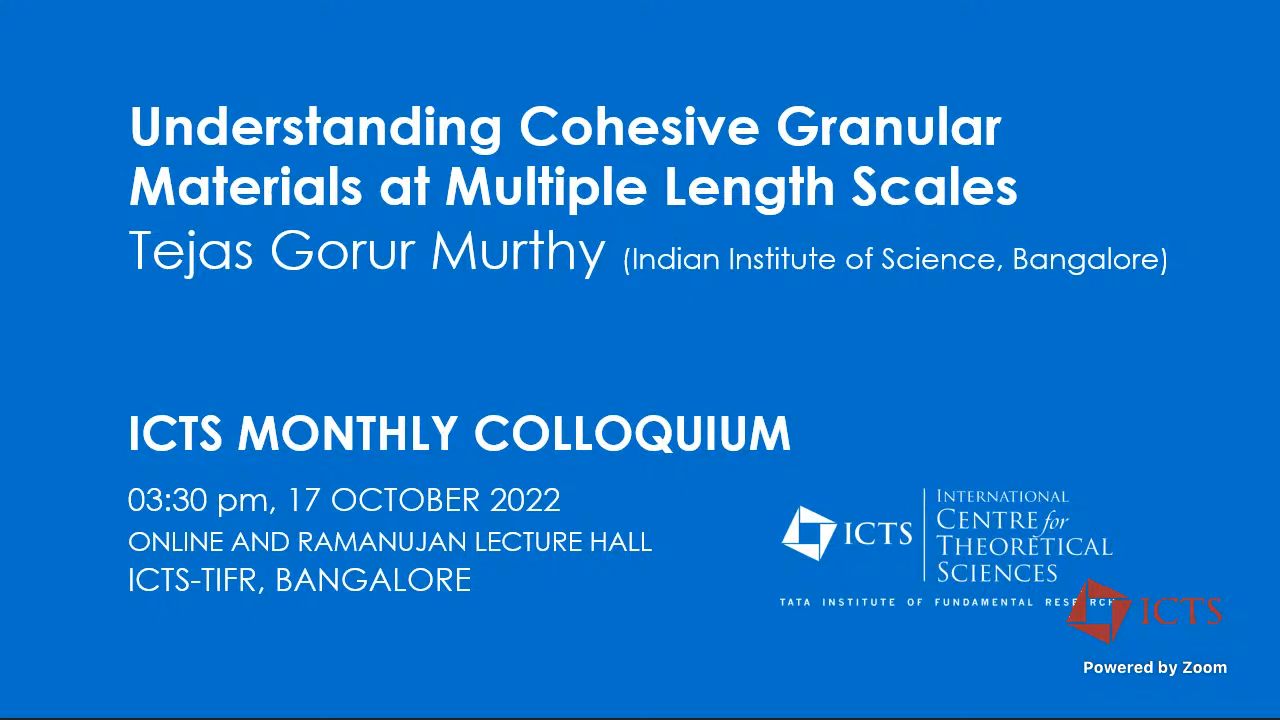 Understanding Cohesive Granular
Materials at Multiple Length Scales
Tejas Gorur Murthy (Indian Institute of Science, Bangalore)
ICTS MONTHLY COLLOQUIUM
03:30 pm, 17 OCTOBER 2022
ONLINE AND RAMANUJAN LECTURE HALL
ICTS-TIFR, BANGALORE
ICTS
INTERNATIONAL
CENTRE for
THEORETICAL
SCIENCES
TATA INSTITUTE OF FUNDAMENTAL RESEARCH
ICTS
Powered by Zoom